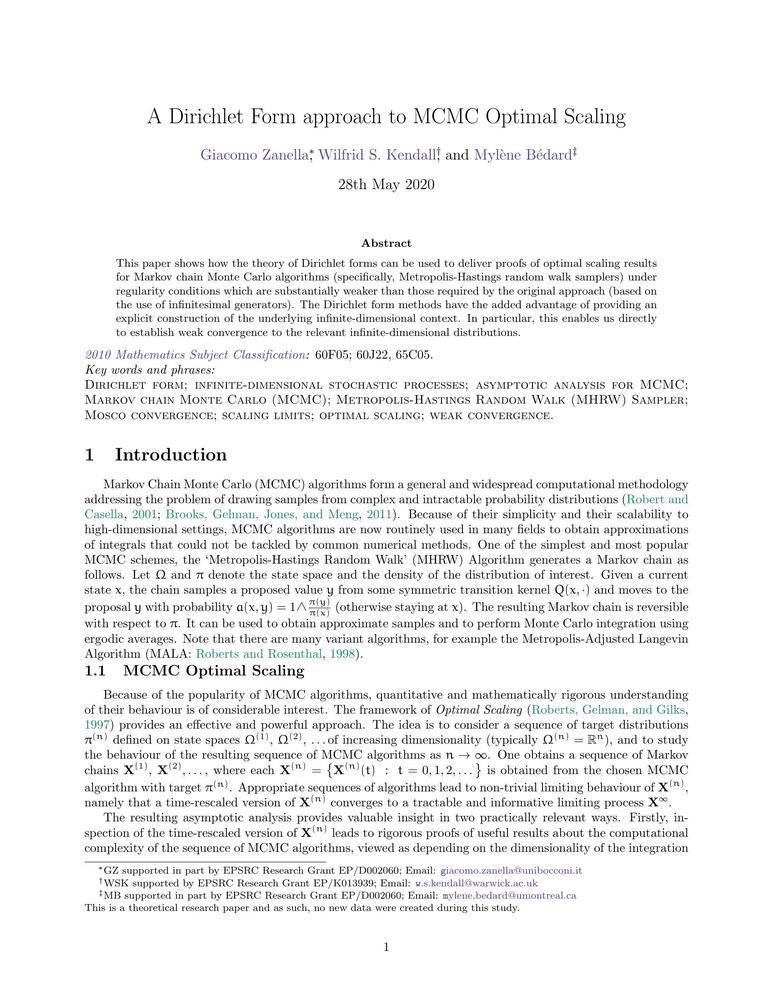 A Dirichlet Form approach to MCMC Optimal Scaling
Giacomo Zanella*, Wilfrid S. Kendall†, and Mylène Bédard‡
28th May 2020
Abstract
This paper shows how the theory of Dirichlet forms can be used to deliver proofs of optimal scaling results
for Markov chain Monte Carlo algorithms (specifically, Metropolis-Hastings random walk samplers) under
regularity conditions which are substantially weaker than those required by the original approach (based on
the use of infinitesimal generators). The Dirichlet form methods have the added advantage of providing an
explicit construction of the underlying infinite-dimensional context. In particular, this enables us directly
to establish weak convergence to the relevant infinite-dimensional distributions.
2010 Mathematics Subject Classification: 60F05; 60J22, 65C05.
Key words and phrases:
Dirichlet form; infinite-dimensional stochastic processes; asymptotic analysis for MCMC;
Markov chain Monte Carlo (MCMC); Metropolis-Hastings Random Walk (MHRW) Sampler;
Mosco convergence; scaling limits; optimal scaling; weak convergence.
1 Introduction
Markov Chain Monte Carlo (MCMC) algorithms form a general and widespread computational methodology
addressing the problem of drawing samples from complex and intractable probability distributions (Robert and
Casella, 2001; Brooks, Gelman, Jones, and Meng, 2011). Because of their simplicity and their scalability to
high-dimensional settings, MCMC algorithms are now routinely used in many fields to obtain approximations
of integrals that could not be tackled by common numerical methods. One of the simplest and most popular
MCMC schemes, the ‘Metropolis-Hastings Random Walk’ (MHRW) Algorithm generates a Markov chain as
follows. Let Ω and π denote the state space and the density of the distribution of interest. Given a current
state x, the chain samples a proposed value y from some symmetric transition kernel Q(x, ·) and moves to the
proposal y with probability a(x, y) = 1∧π(y)/π(x) (otherwise staying at x). The resulting Markov chain is reversible
with respect to π. It can be used to obtain approximate samples and to perform Monte Carlo integration using
ergodic averages. Note that there are many variant algorithms, for example the Metropolis-Adjusted Langevin
Algorithm (MALA: Roberts and Rosenthal, 1998).
1.1 MCMC Optimal Scaling
Because of the popularity of MCMC algorithms, quantitative and mathematically rigorous understanding
of their behaviour is of considerable interest. The framework of Optimal Scaling (Roberts, Gelman, and Gilks,
1997) provides an effective and powerful approach. The idea is to consider a sequence of target distributions
π⁽ⁿ⁾ defined on state spaces Ω⁽¹⁾, Ω⁽²⁾, ... of increasing dimensionality (typically Ω⁽ⁿ⁾ = ℝⁿ), and to study
the behaviour of the resulting sequence of MCMC algorithms as n → ∞. One obtains a sequence of Markov
chains X⁽¹⁾, X⁽²⁾, ..., where each X⁽ⁿ⁾ = {X⁽ⁿ⁾(t) : t = 0, 1, 2, ...} is obtained from the chosen MCMC
algorithm with target π⁽ⁿ⁾. Appropriate sequences of algorithms lead to non-trivial limiting behaviour of X⁽ⁿ⁾,
namely that a time-rescaled version of X⁽ⁿ⁾ converges to a tractable and informative limiting process X^∞.
The resulting asymptotic analysis provides valuable insight in two practically relevant ways. Firstly, in-
spection of the time-rescaled version of X⁽ⁿ⁾ leads to rigorous proofs of useful results about the computational
complexity of the sequence of MCMC algorithms, viewed as depending on the dimensionality of the integration
*GZ supported in part by EPSRC Research Grant EP/D002060; Email: giacomo.zanella@unibocconi.it
†WSK supported by EPSRC Research Grant EP/K013939; Email: w.s.kendall@warwick.ac.uk
‡MB supported in part by EPSRC Research Grant EP/D002060; Email: mylene.bedard@umontreal.ca
This is a theoretical research paper and as such, no new data were created during this study.
1